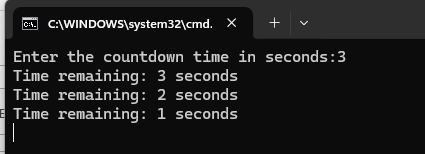 C:\WINDOWS\system32\cmd.
Enter the countdown time in seconds:3
Time remaining: 3 seconds
Time remaining: 2 seconds
Time remaining: 1 seconds